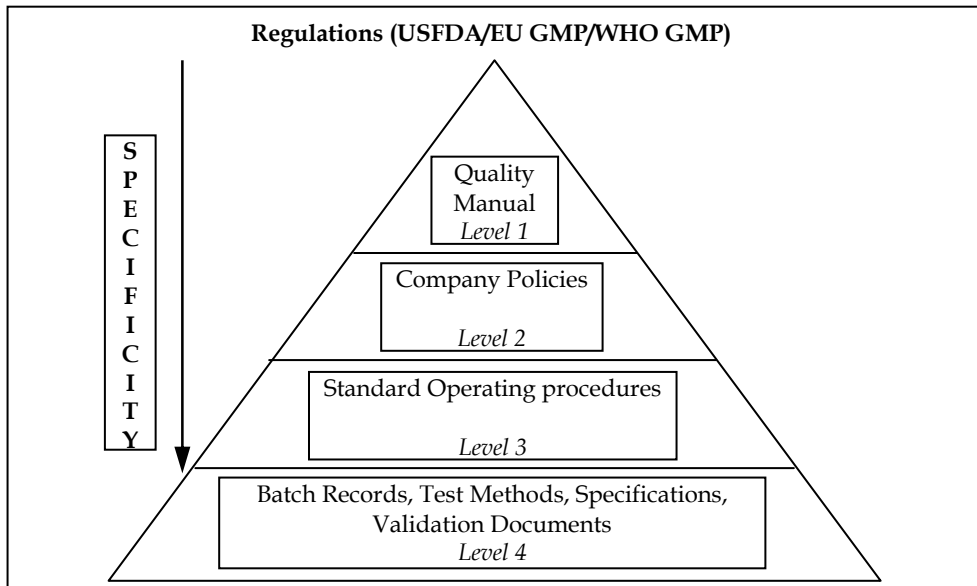 Regulations (USFDA/EU GMP/WHO GMP)
SPECIFICITY
Quality
Manual
Level 1
Company Policies
Level 2
Standard Operating procedures
Level 3
Batch Records, Test Methods, Specifications,
Validation Documents
Level 4